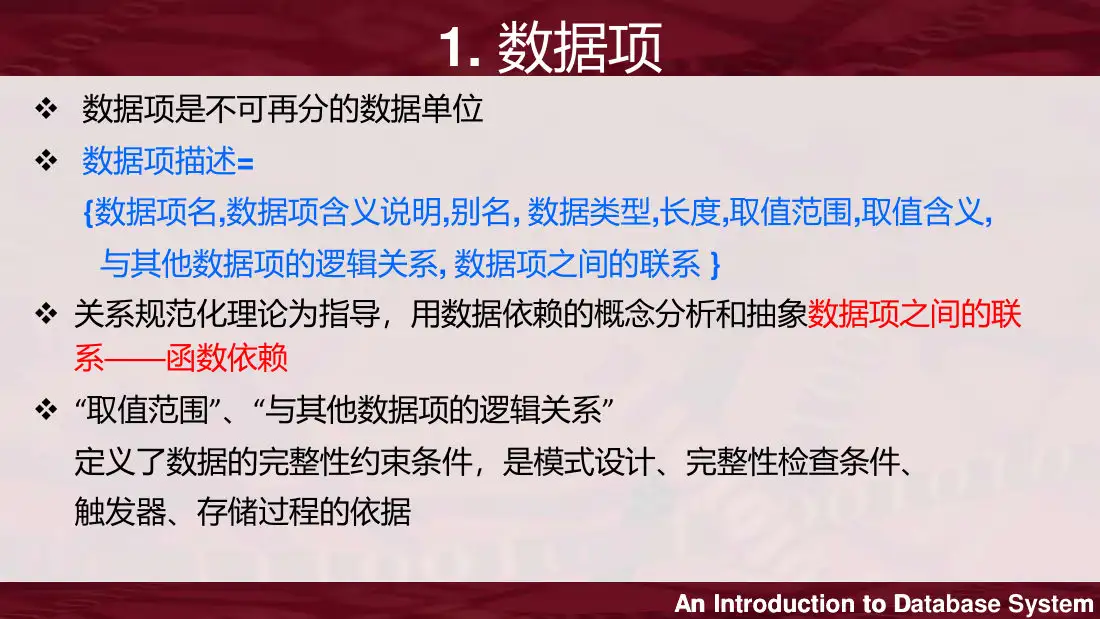 1. 数据项
❖ 数据项是不可再分的数据单位
❖ 数据项描述=
{数据项名,数据项含义说明,别名, 数据类型,长度,取值范围,取值含义,
与其他数据项的逻辑关系, 数据项之间的联系 }
❖ 关系规范化理论为指导，用数据依赖的概念分析和抽象数据项之间的联
系——函数依赖
❖ “取值范围”、“与其他数据项的逻辑关系”
定义了数据的完整性约束条件，是模式设计、完整性检查条件、
触发器、存储过程的依据
An Introduction to Database System